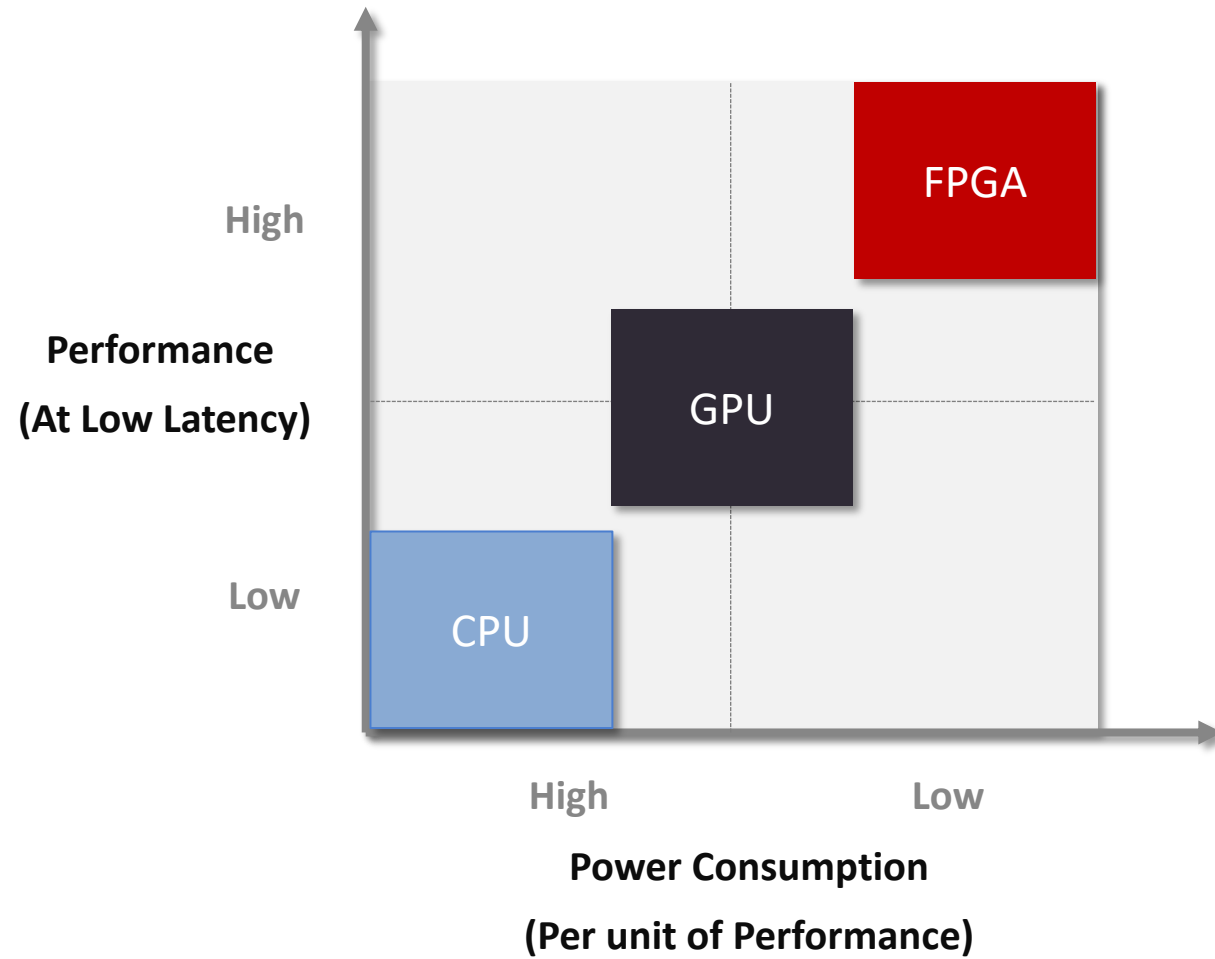 FPGA
High
Performance
(At Low Latency)
GPU
Low
CPU
High
Low
Power Consumption
(Per unit of Performance)